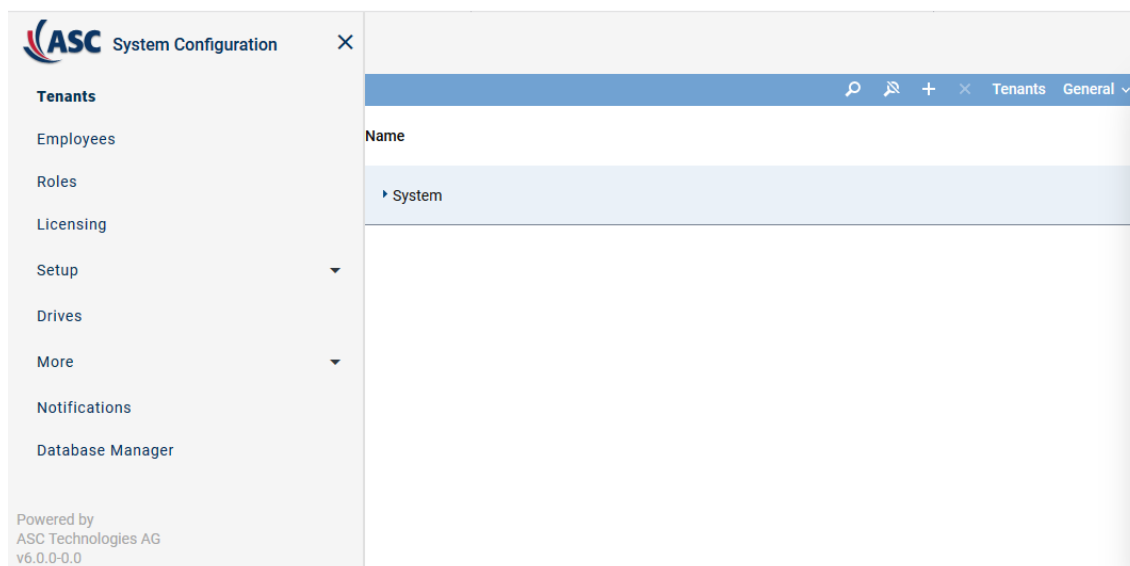 ASC System Configuration
Tenants
Employees
Roles
Licensing
Setup
Drives
More
Notifications
Database Manager
Powered by
ASC Technologies AG
v6.0.0-0.0
Tenants General
Name
System